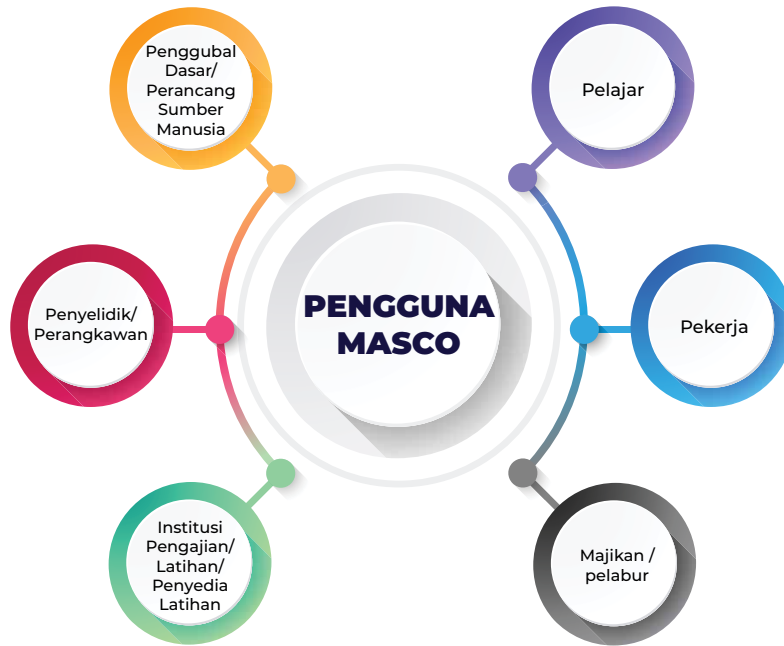 Penggubal
Dasar/
Perancang
Sumber
Manusia
Pelajar
Penyelidik/
Perangkawan
PENGGUNA
MASCO
Pekerja
Institusi
Pengajian/
Latihan/
Penyedia
Latihan
Majikan /
pelabur